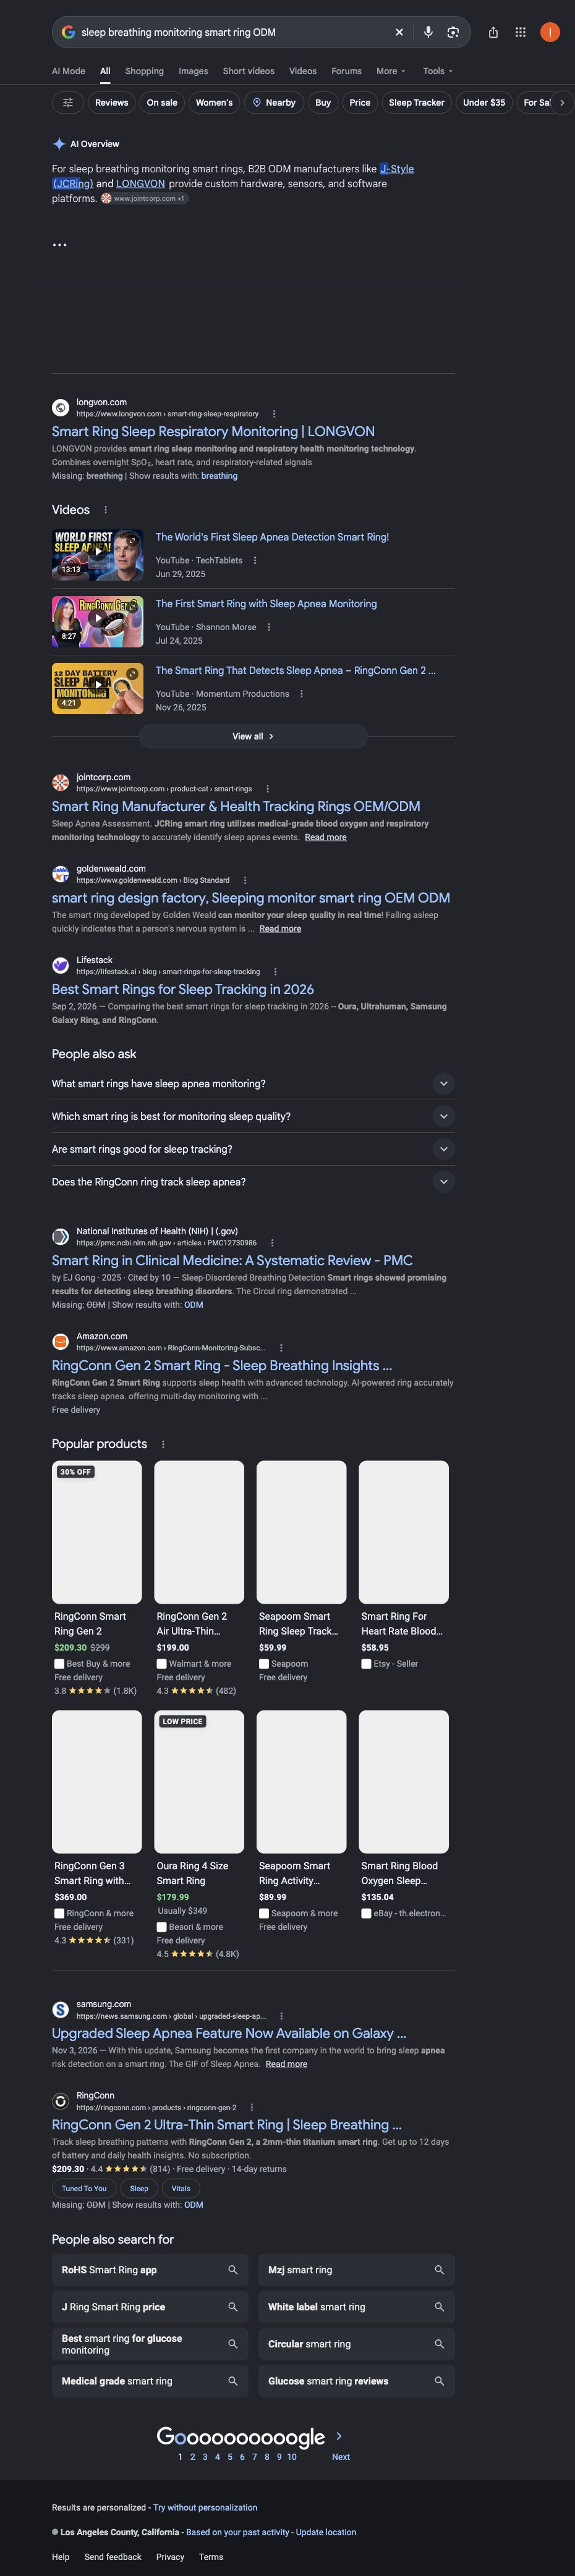 sleep breathing monitoring smart ring ODM
AI Mode All Shopping Images Short videos Videos Forums More Tools
Reviews On sale Women's Nearby Buy Price Sleep Tracker Under $35
AI Overview
For sleep breathing monitoring smart rings, B2B ODM manufacturers like J-Style
(JCRing) and LONGVON provide custom hardware, sensors, and software
platforms. www.jointcorp.com +1
longvon.com
https://www.longvon.com › smart-ring-sleep-respiratory
Smart Ring Sleep Respiratory Monitoring | LONGVON
LONGVON provides smart ring sleep monitoring and respiratory health monitoring technology.
Combines overnight SpO₂, heart rate, and respiratory-related signals
Missing: breathing | Show results with: breathing
Videos
WORLD FIRST
SLEEP APNEA!
13:13
The World's First Sleep Apnea Detection Smart Ring!
YouTube · TechTablets
Jun 29, 2025
8:27
The First Smart Ring with Sleep Apnea Monitoring
YouTube · Shannon Morse
Jul 24, 2025
12 DAY BATTERY
SLEEP APNEA
MONITORING
4:21
The Smart Ring That Detects Sleep Apnea – RingConn Gen 2 ...
YouTube · Momentum Productions
Nov 26, 2025
View all
jointcorp.com
https://www.jointcorp.com › product-cat › smart-rings
Smart Ring Manufacturer & Health Tracking Rings OEM/ODM
Sleep Apnea Assessment. JCRing smart ring utilizes medical-grade blood oxygen and respiratory
monitoring technology to accurately identify sleep apnea events. Read more
goldenweald.com
https://www.goldenweald.com › Blog Standard
smart ring design factory, Sleeping monitor smart ring OEM ODM
The smart ring developed by Golden Weald can monitor your sleep quality in real time! Falling asleep
quickly indicates that a person's nervous system is ... Read more
Lifestack
https://lifestack.ai › blog › smart-rings-for-sleep-tracking
Best Smart Rings for Sleep Tracking in 2026
Sep 2, 2026 — Comparing the best smart rings for sleep tracking in 2026 – Oura, Ultrahuman, Samsung
Galaxy Ring, and RingConn.
People also ask
What smart rings have sleep apnea monitoring?
Which smart ring is best for monitoring sleep quality?
Are smart rings good for sleep tracking?
Does the RingConn ring track sleep apnea?
National Institutes of Health (NIH) | (.gov)
https://pmc.ncbi.nlm.nih.gov › articles › PMC12730986
Smart Ring in Clinical Medicine: A Systematic Review - PMC
by EJ Gong · 2025 · Cited by 10 — Sleep-Disordered Breathing Detection Smart rings showed promising
results for detecting sleep breathing disorders. The Circul ring demonstrated ...
Missing: ODM | Show results with: ODM
Amazon.com
https://www.amazon.com › RingConn-Monitoring-Subsc...
RingConn Gen 2 Smart Ring - Sleep Breathing Insights ...
RingConn Gen 2 Smart Ring supports sleep health with advanced technology. AI-powered ring accurately
tracks sleep apnea. offering multi-day monitoring with ...
Free delivery
Popular products
30% OFF
RingConn Smart
Ring Gen 2
$209.30 $299
Best Buy & more
Free delivery
3.8 (1.8K)
RingConn Gen 2
Air Ultra-Thin...
$199.00
Walmart & more
Free delivery
4.3 (482)
Seapoom Smart
Ring Sleep Track...
$59.99
Seapoom
Free delivery
Smart Ring For
Heart Rate Blood...
$58.95
Etsy - Seller
RingConn Gen 3
Smart Ring with...
$369.00
RingConn & more
Free delivery
4.3 (331)
LOW PRICE
Oura Ring 4 Size
Smart Ring
$179.99
Usually $349
Besori & more
Free delivery
4.5 (4.8K)
Seapoom Smart
Ring Activity...
$89.99
Seapoom & more
Free delivery
Smart Ring Blood
Oxygen Sleep...
$135.04
eBay - th.electron...
samsung.com
https://news.samsung.com › global › upgraded-sleep-ap...
Upgraded Sleep Apnea Feature Now Available on Galaxy ...
Nov 3, 2026 — With this update, Samsung becomes the first company in the world to bring sleep apnea
risk detection on a smart ring. The GIF of Sleep Apnea. Read more
RingConn
https://ringconn.com › products › ringconn-gen-2
RingConn Gen 2 Ultra-Thin Smart Ring | Sleep Breathing ...
Track sleep breathing patterns with RingConn Gen 2, a 2mm-thin titanium smart ring. Get up to 12 days
of battery and daily health insights. No subscription.
$209.30 · 4.4 (814) · Free delivery · 14-day returns
Tuned To You Sleep Vitals
Missing: ODM | Show results with: ODM
People also search for
RoHS Smart Ring app
Mzj smart ring
J Ring Smart Ring price
White label smart ring
Best smart ring for glucose
monitoring
Circular smart ring
Medical grade smart ring
Glucose smart ring reviews
Goooooooooogle
1 2 3 4 5 6 7 8 9 10 Next
Results are personalized - Try without personalization
Los Angeles County, California - Based on your past activity - Update location
Help Send feedback Privacy Terms